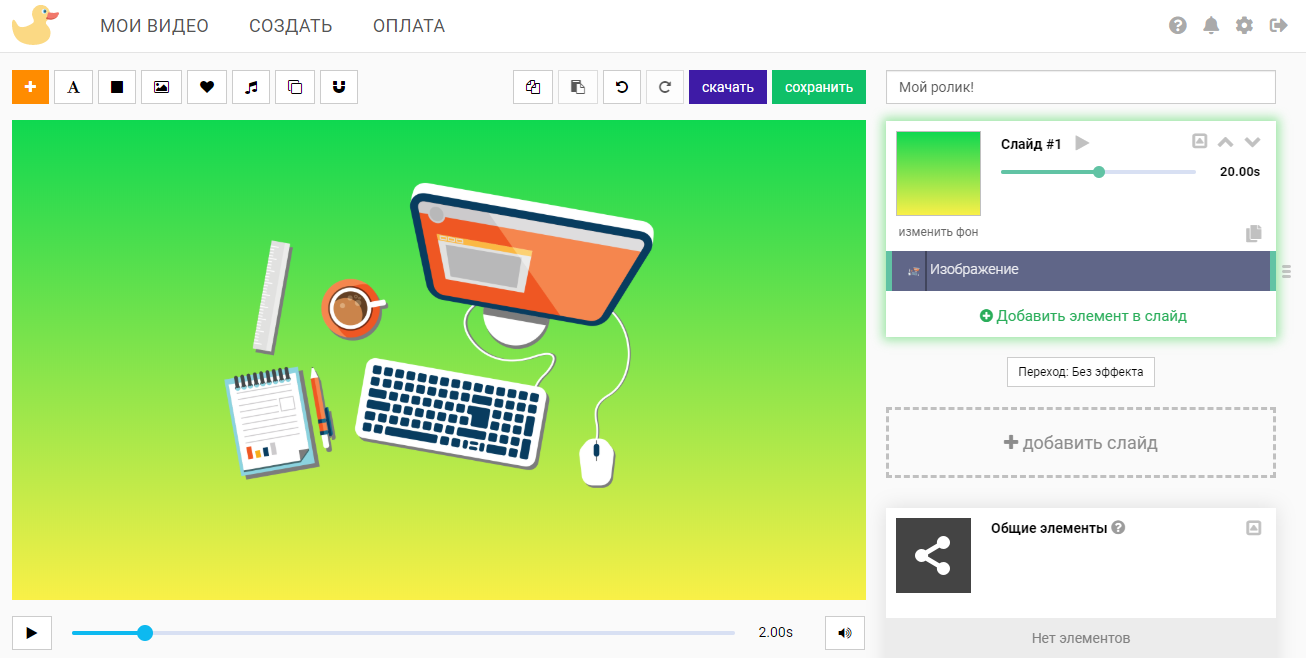 МОИ ВИДЕО СОЗДАТЬ ОПЛАТА
A
скачать сохранить
Мой ролик!
Слайд #1
20.00s
изменить фон
Изображение
Добавить элемент в слайд
Переход: Без эффекта
добавить слайд
Общие элементы
Нет элементов
2.00s